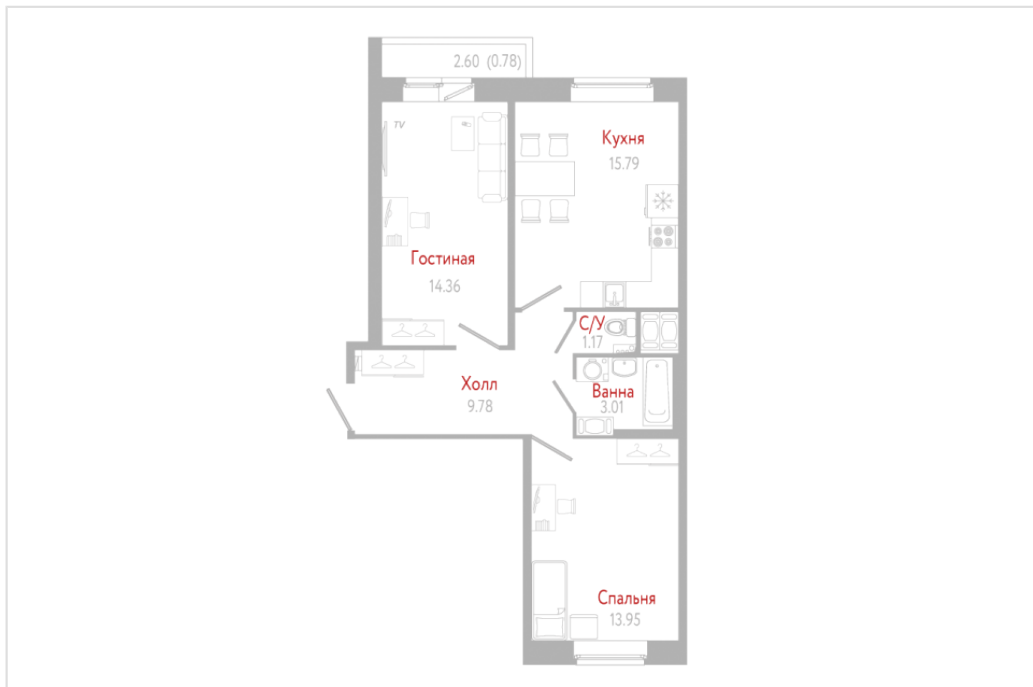 2.60 (0.78)
TV
Кухня
15.79
Гостиная
14.36
С/У
1.17
Холл
9.78
Ванна
3.01
Спальня
13.95